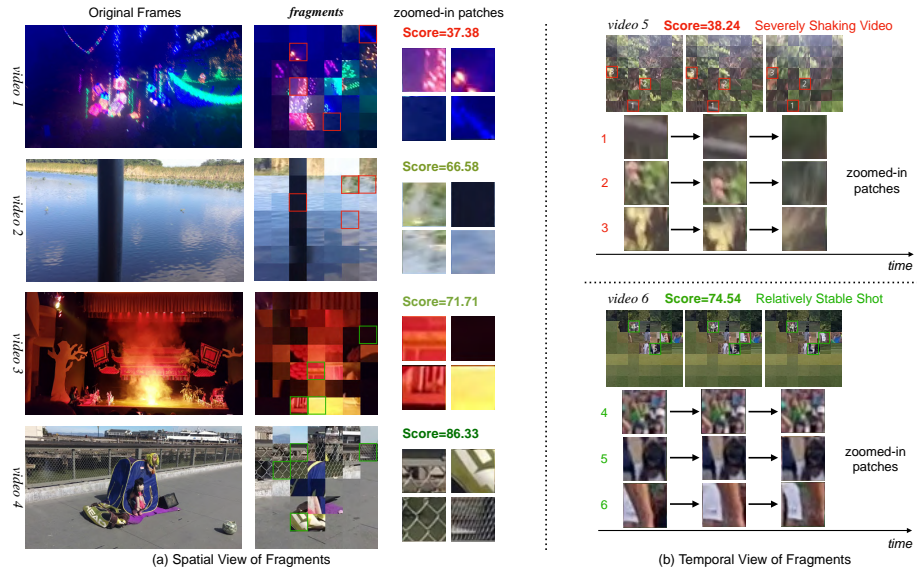 Original Frames
fragments
zoomed-in patches
video 1
Score=37.38
video 2
Score=66.58
video 3
Score=71.71
video 4
Score=86.33
(a) Spatial View of Fragments
video 5 Score=38.24 Severely Shaking Video
1
2
3
zoomed-in
patches
time
video 6 Score=74.54 Relatively Stable Shot
4
5
6
zoomed-in
patches
time
(b) Temporal View of Fragments